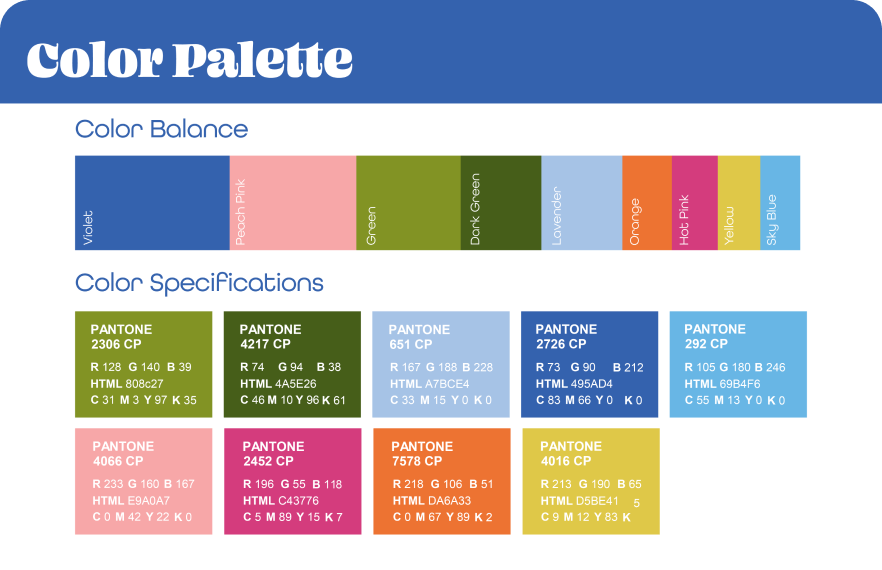 Color Palette
Color Balance
Violet
Peach Pink
Green
Dark Green
Lavender
Orange
Hot Pink
Yellow
Sky Blue
Color Specifications
PANTONE
2306 CP
R 128 G 140 B 39
HTML 808c27
C 31 M 3 Y 97 K 35
PANTONE
4217 CP
R 74 G 94 B 38
HTML 4A5E26
C 46 M 10 Y 96 K 61
PANTONE
651 CP
R 167 G 188 B 228
HTML A7BCE4
C 33 M 15 Y 0 K 0
PANTONE
2726 CP
R 73 G 90 B 212
HTML 495AD4
C 83 M 66 Y 0 K 0
PANTONE
292 CP
R 105 G 180 B 246
HTML 69B4F6
C 55 M 13 Y 0 K 0
PANTONE
4066 CP
R 233 G 160 B 167
HTML E9A0A7
C 0 M 42 Y 22 K 0
PANTONE
2452 CP
R 196 G 55 B 118
HTML C43776
C 5 M 89 Y 15 K 7
PANTONE
7578 CP
R 218 G 106 B 51
HTML DA6A33
C 0 M 67 Y 89 K 2
PANTONE
4016 CP
R 213 G 190 B 65
HTML D5BE41 5
C 9 M 12 Y 83 K